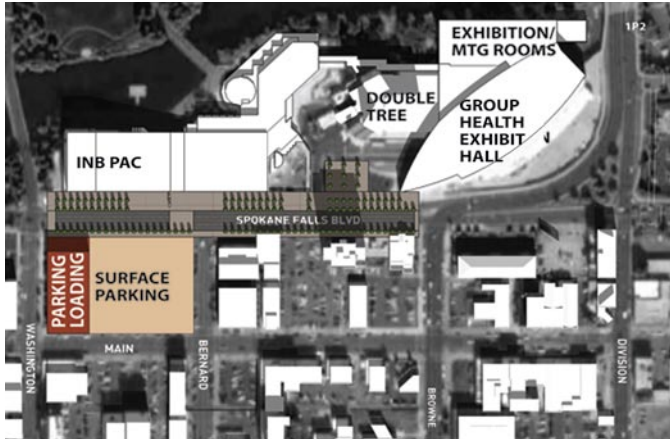 1P2
EXHIBITION/
MTG ROOMS
DOUBLE
TREE
GROUP
HEALTH
EXHIBIT
HALL
INB PAC
SPOKANE FALLS BLVD
PARKING
LOADING
SURFACE
PARKING
WASHINGTON
MAIN
BERNARD
BROWNE
DIVISION